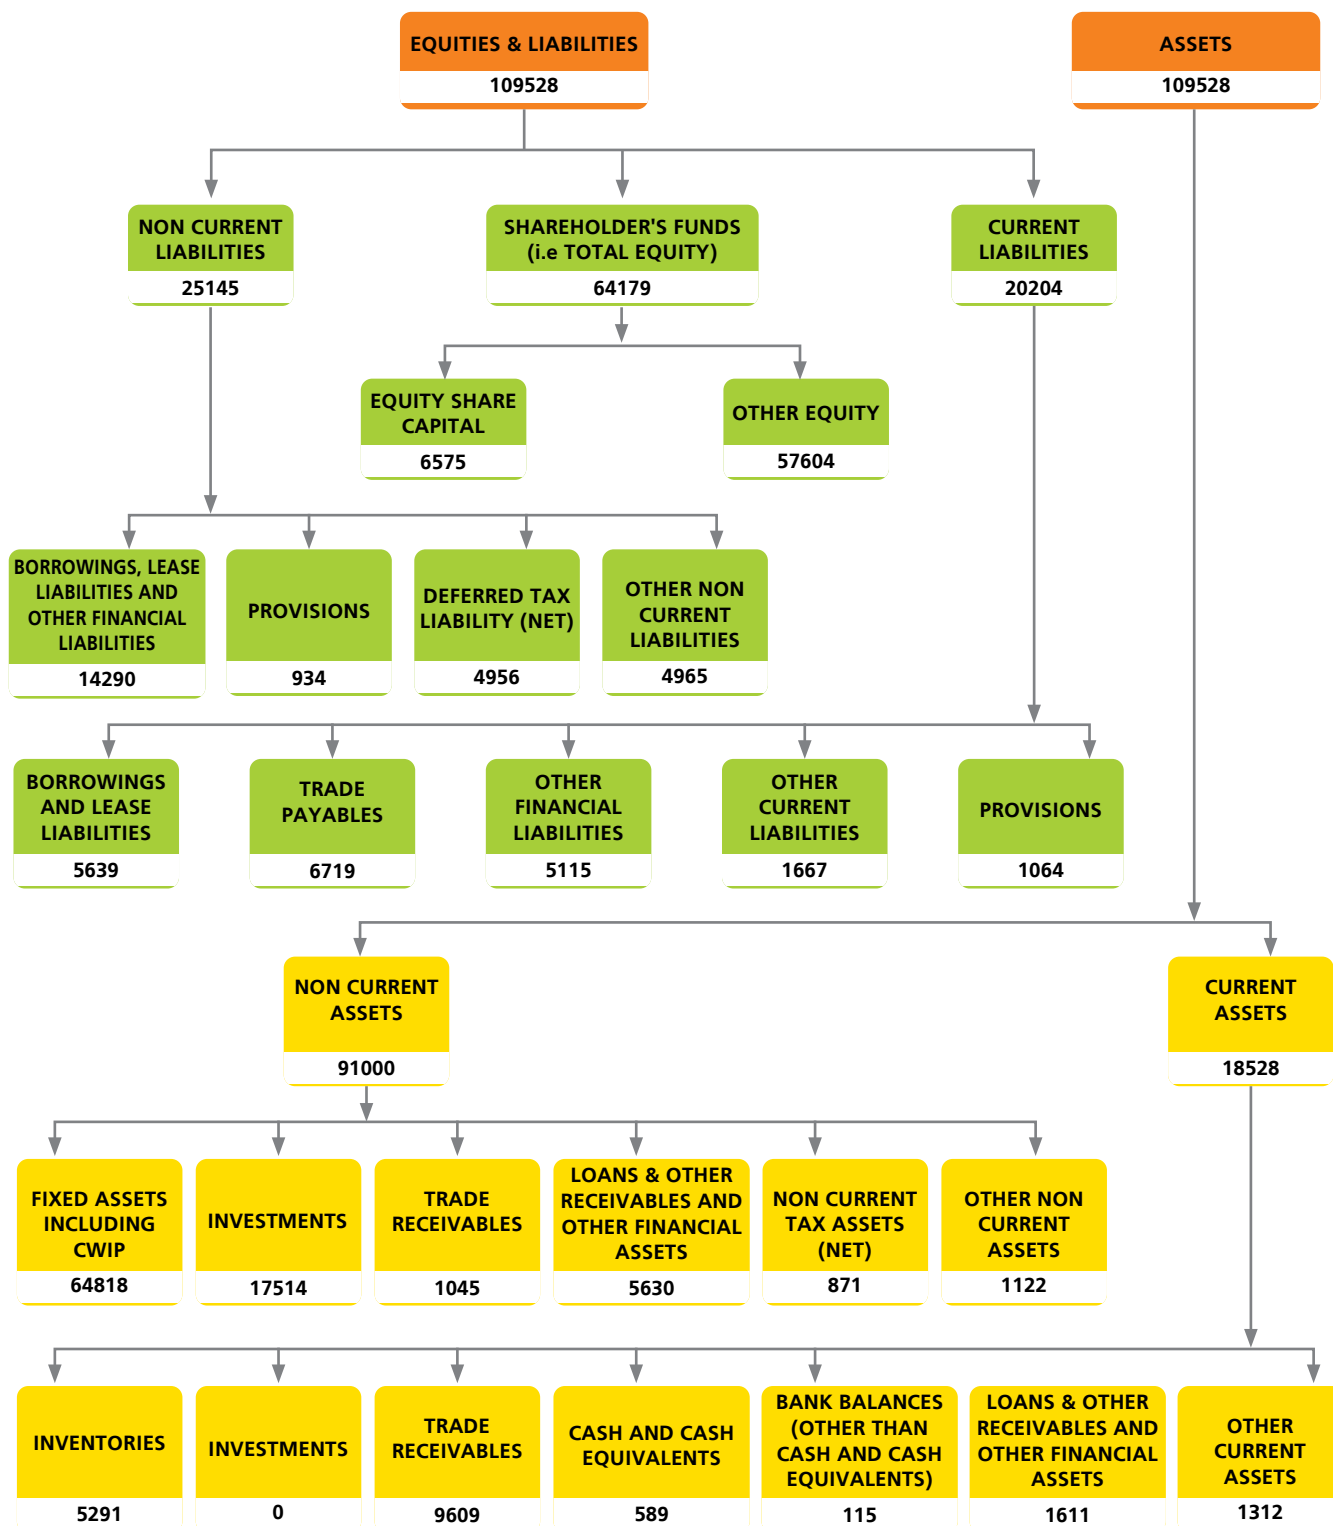 EQUITIES & LIABILITIES
109528
ASSETS
109528
NON CURRENT
LIABILITIES
25145
SHAREHOLDER'S FUNDS
(i.e TOTAL EQUITY)
64179
CURRENT
LIABILITIES
20204
EQUITY SHARE
CAPITAL
6575
OTHER EQUITY
57604
BORROWINGS, LEASE
LIABILITIES AND
OTHER FINANCIAL
LIABILITIES
14290
PROVISIONS
934
DEFERRED TAX
LIABILITY (NET)
4956
OTHER NON
CURRENT
LIABILITIES
4965
BORROWINGS
AND LEASE
LIABILITIES
5639
TRADE
PAYABLES
6719
OTHER
FINANCIAL
LIABILITIES
5115
OTHER
CURRENT
LIABILITIES
1667
PROVISIONS
1064
NON CURRENT
ASSETS
91000
CURRENT
ASSETS
18528
FIXED ASSETS
INCLUDING
CWIP
64818
INVESTMENTS
17514
TRADE
RECEIVABLES
1045
LOANS & OTHER
RECEIVABLES AND
OTHER FINANCIAL
ASSETS
5630
NON CURRENT
TAX ASSETS
(NET)
871
OTHER NON
CURRENT
ASSETS
1122
INVENTORIES
5291
INVESTMENTS
0
TRADE
RECEIVABLES
9609
CASH AND CASH
EQUIVALENTS
589
BANK BALANCES
(OTHER THAN
CASH AND CASH
EQUIVALENTS)
115
LOANS & OTHER
RECEIVABLES AND
OTHER FINANCIAL
ASSETS
1611
OTHER
CURRENT
ASSETS
1312